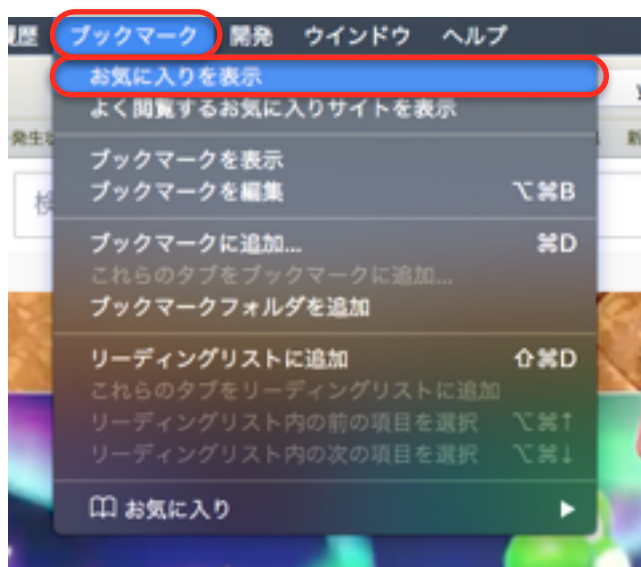 歴 ブックマーク 開発 ウインドウ ヘルプ
お気に入りを表示
よく閲覧するお気に入りサイトを表示
発生
ブックマークを表示
ブックマークを編集 ⌥⌘B
検
ブックマークに追加... ⌘D
これらのタブをブックマークに追加...
ブックマークフォルダを追加
リーディングリストに追加 ⇧⌘D
これらのタブをリーディングリストに追加
リーディングリスト内の前の項目を選択 ⌥⌘↑
リーディングリスト内の次の項目を選択 ⌥⌘↓
お気に入り ▶